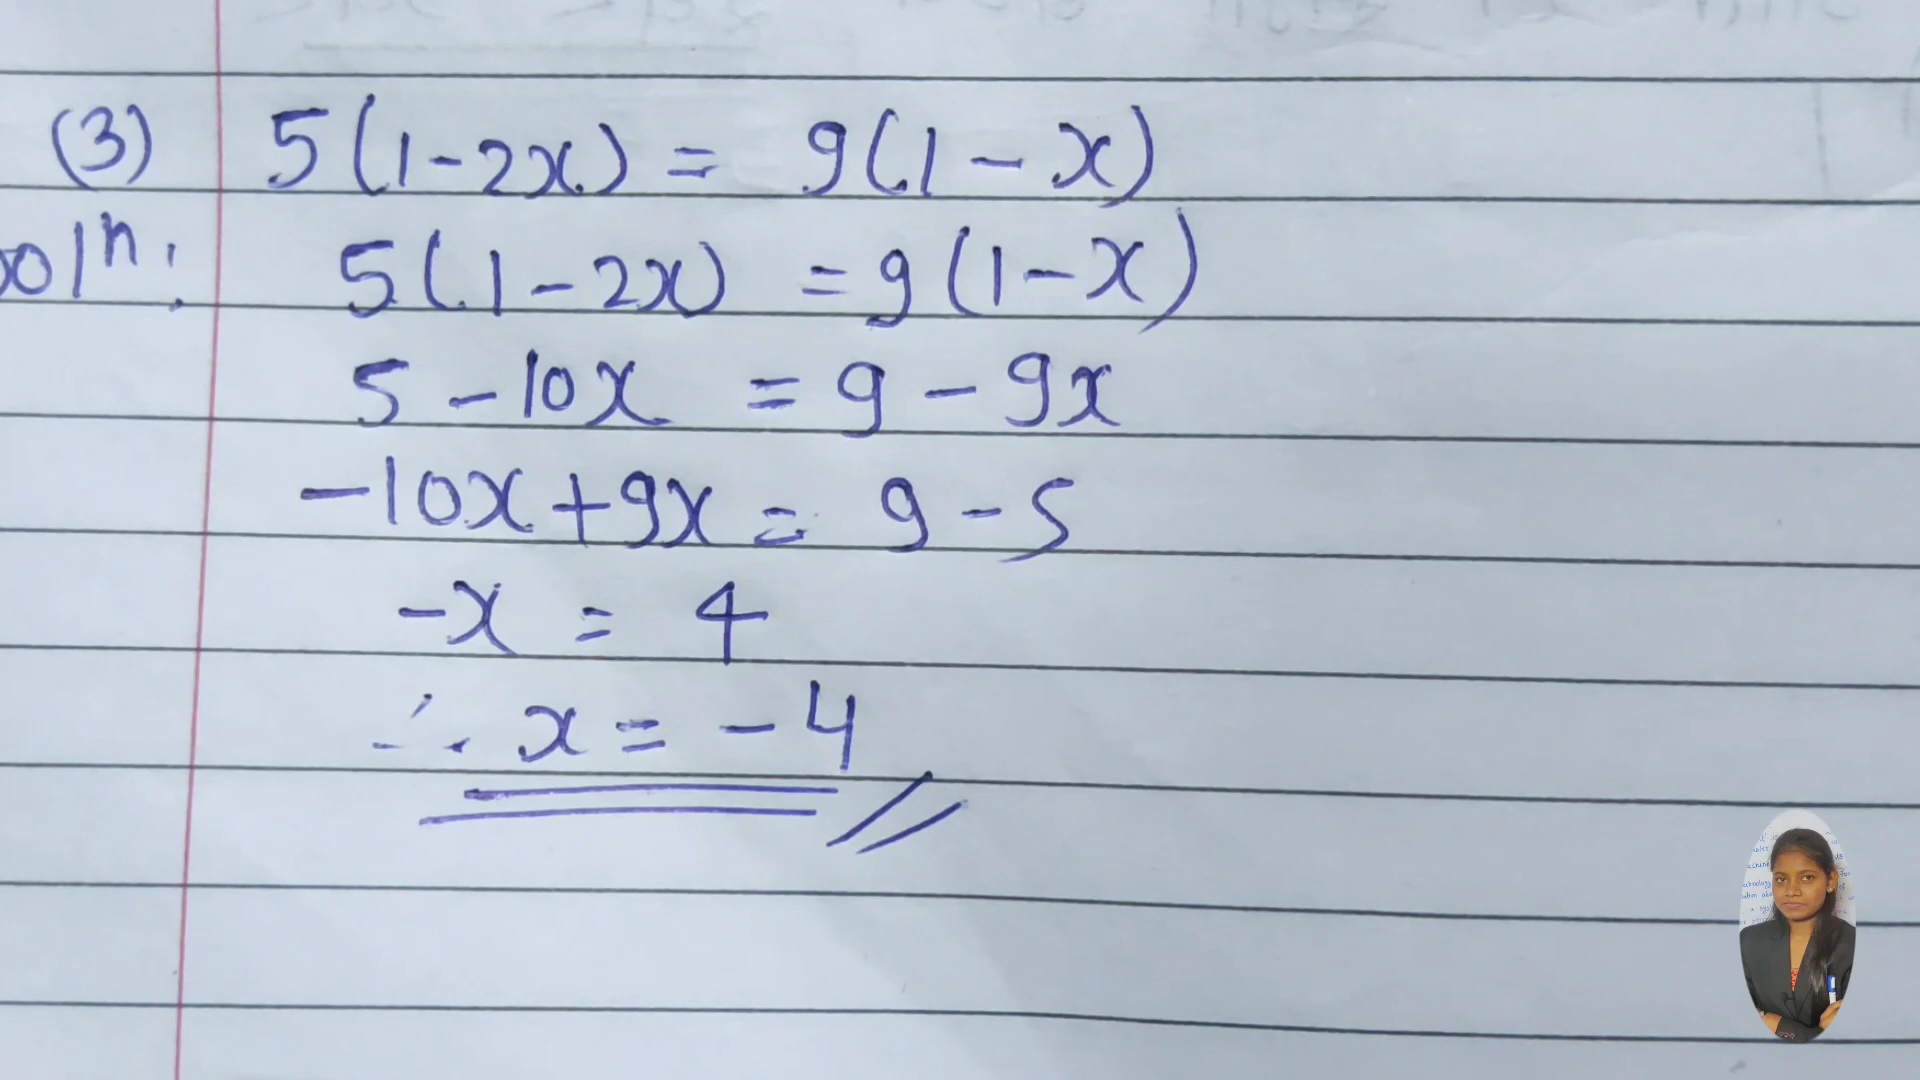 (3) 5(1-2x) = 9(1-x)
soln. 5(1-2x) = 9(1-x)
5 - 10x = 9 - 9x
-10x + 9x = 9 - 5
-x = 4
∴ x = -4